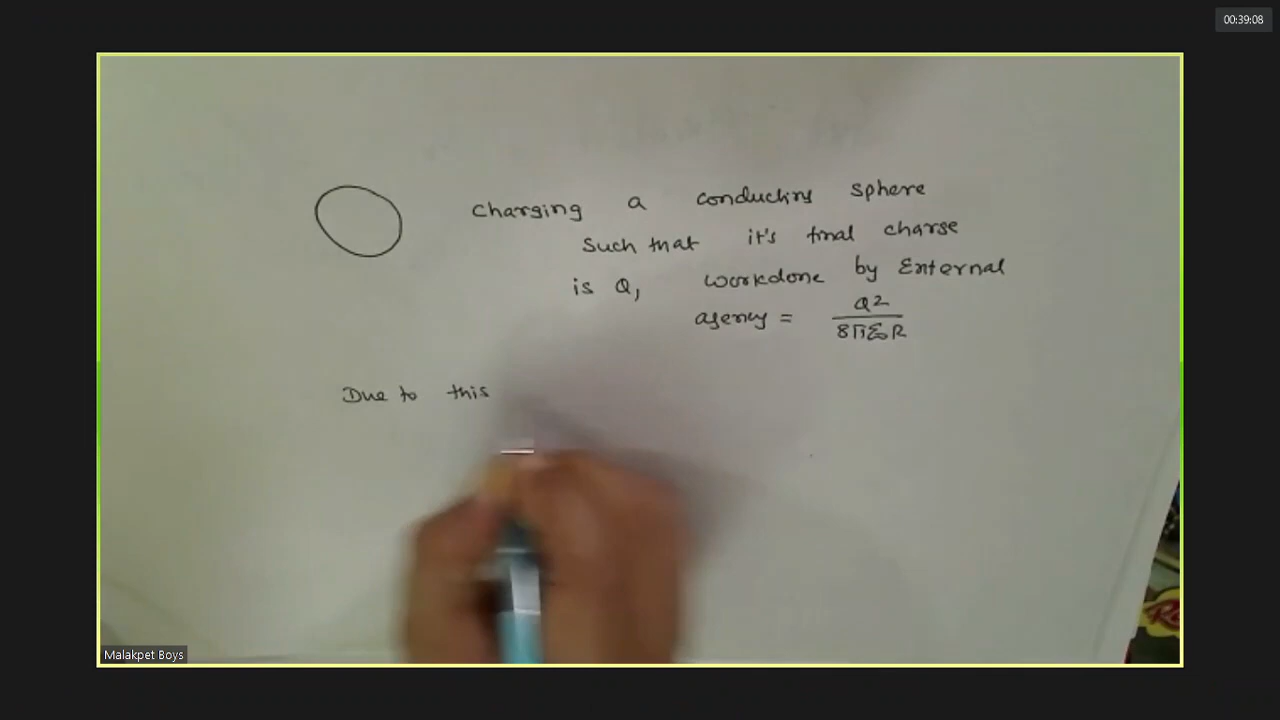 00:39:08
Charging a conducting sphere
Such that it's final charge
is Q, workdone by External
agency = Q2
8πε0R
Due to this
Malakpet Boys